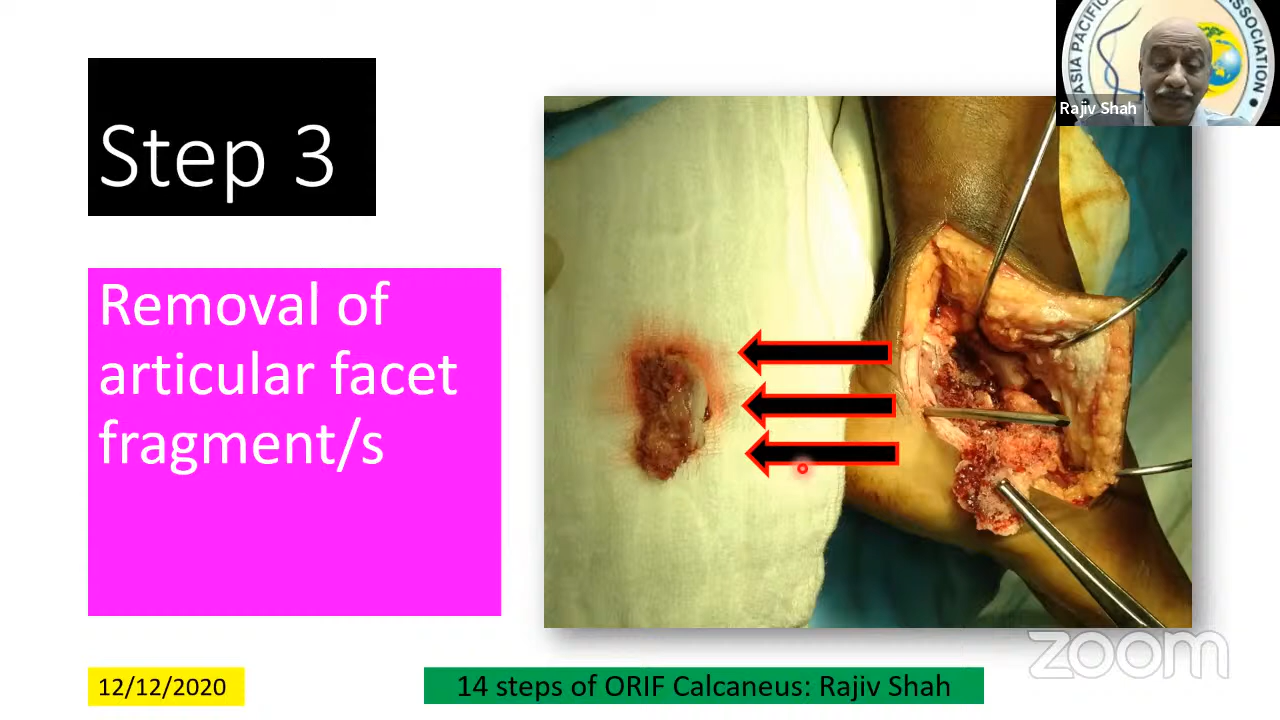 Step 3
Removal of
articular facet
fragment/s
ASIA PACIFIC
ASSOCIATION
Rajiv Shah
zoom
12/12/2020
14 steps of ORIF Calcaneus: Rajiv Shah